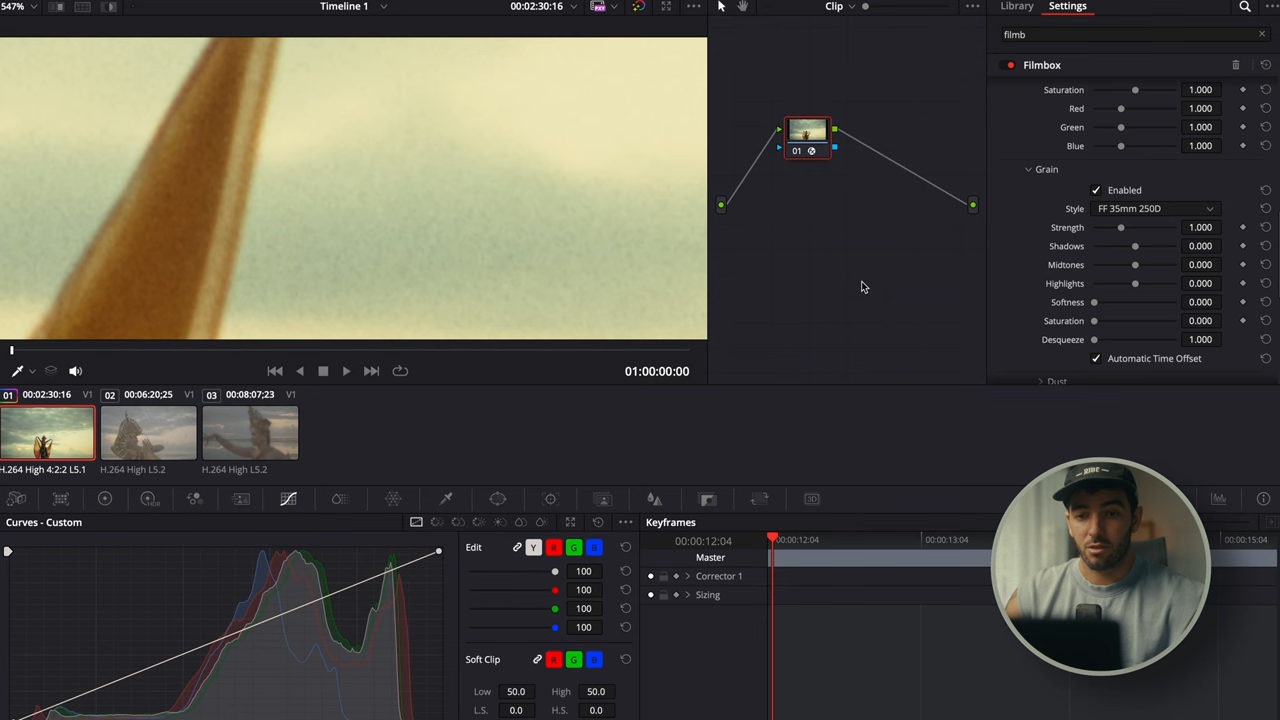 547%
Timeline 1
00:02:30:16
Clip
Library
Settings
filmb
Filmbox
Saturation 1.000
Red 1.000
Green 1.000
Blue 1.000
Grain
Enabled
Style FF 35mm 250D
Strength 1.000
Shadows 0.000
Midtones 0.000
Highlights 0.000
Softness 0.000
Saturation 0.000
Desqueeze 1.000
Automatic Time Offset
Dust
01
01:00:00:00
01 00:02:30:16 V1
02 00:06:20;25 V1
03 00:08:07;23 V1
H.264 High 4:2:2 L5.1
H.264 High L5.2
H.264 High L5.2
3D
Curves - Custom
Edit Y R G B
100
100
100
100
Soft Clip R G B
Low 50.0 High 50.0
L.S. 0.0 H.S. 0.0
Keyframes
00:00:12:04
00:00:12:04
00:00:13:04
00:00:15:04
Master
Corrector 1
Sizing
RIDE